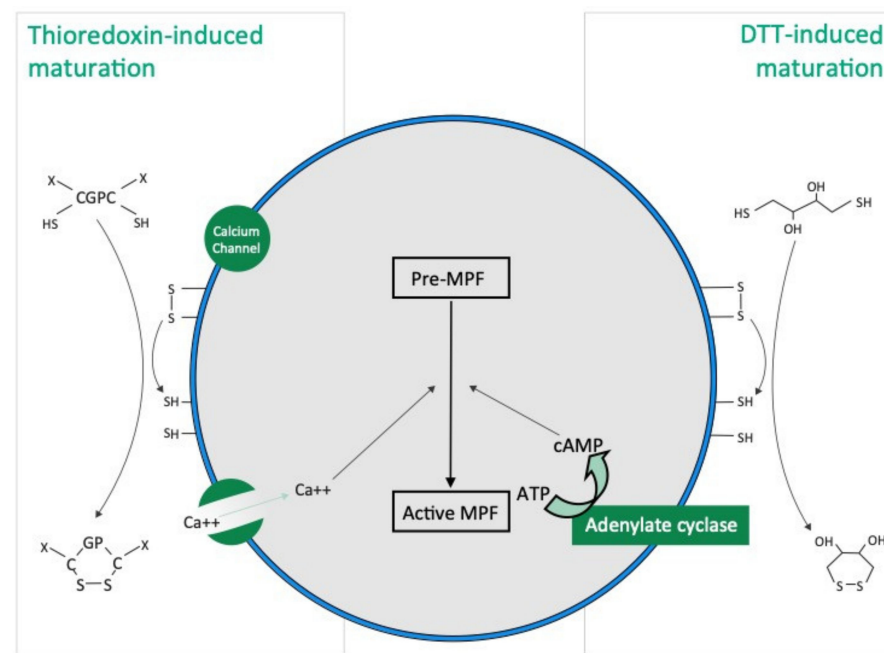 Thioredoxin-induced
maturation
DTT-induced
maturation
X
X
CGPC
HS
SH
Calcium
Channel
S
S
SH
SH
Ca++
Ca++
Pre-MPF
Active MPF
cAMP
ATP
Adenylate cyclase
X
GP
X
C
C
S
S
OH
HS
SH
OH
S
S
SH
SH
OH
OH
S
S